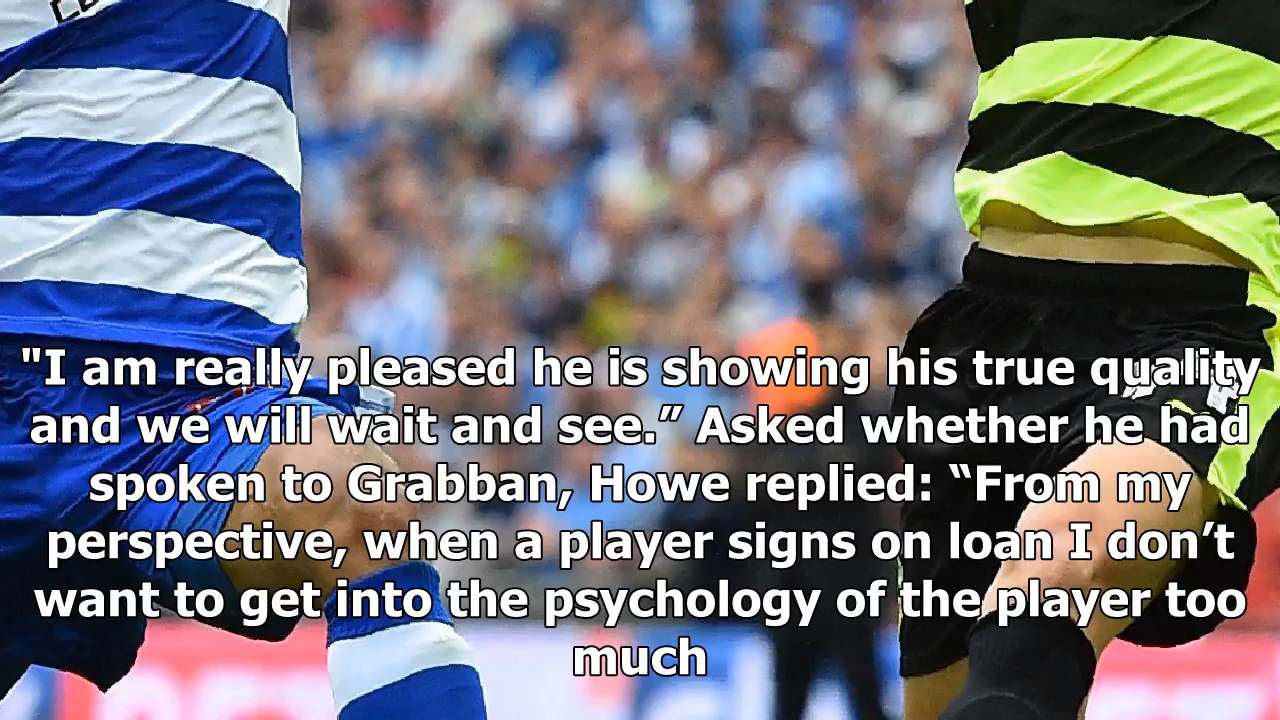 "I am really pleased he is showing his true quality
and we will wait and see.” Asked whether he had
spoken to Grabban, Howe replied: “From my
perspective, when a player signs on loan I don’t
want to get into the psychology of the player too
much